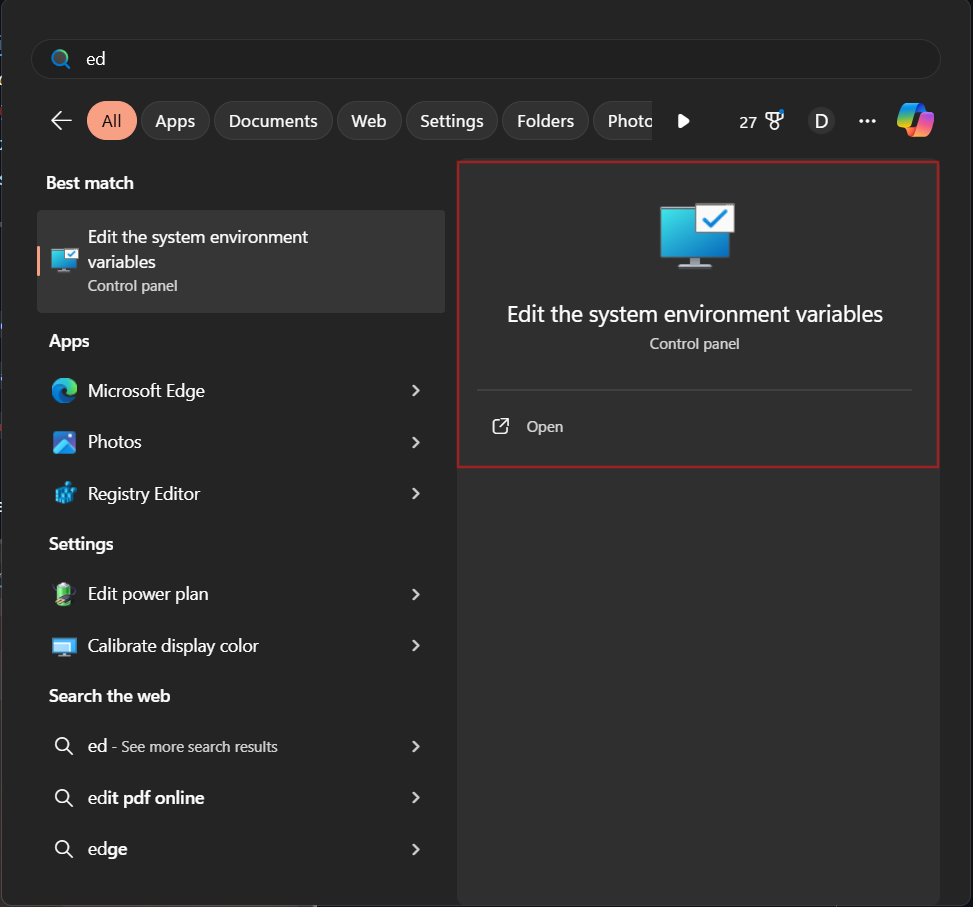 ed
All Apps Documents Web Settings Folders Photo 27 D ...
Best match
Edit the system environment
variables
Control panel
Apps
Microsoft Edge
Photos
Registry Editor
Settings
Edit power plan
Calibrate display color
Search the web
ed - See more search results
edit pdf online
edge
Edit the system environment variables
Control panel
Open